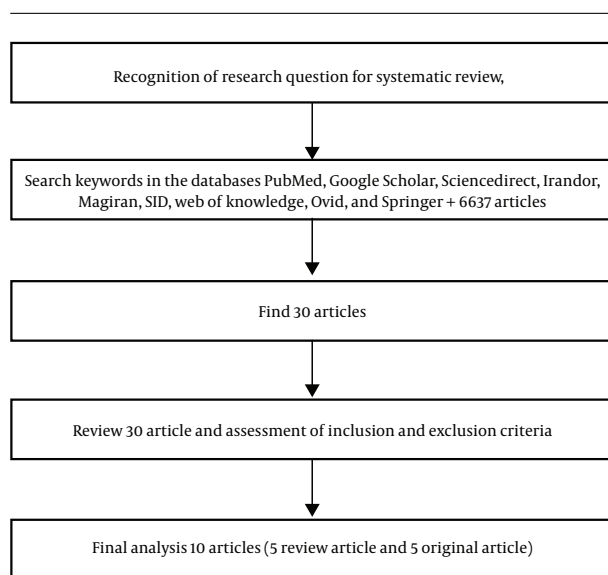 Recognition of research question for systematic review,
Search keywords in the databases PubMed, Google Scholar, Sciencedirect, Irandor,
Magiran, SID, web of knowledge, Ovid, and Springer + 6637 articles
Find 30 articles
Review 30 article and assessment of inclusion and exclusion criteria
Final analysis 10 articles (5 review article and 5 original article)